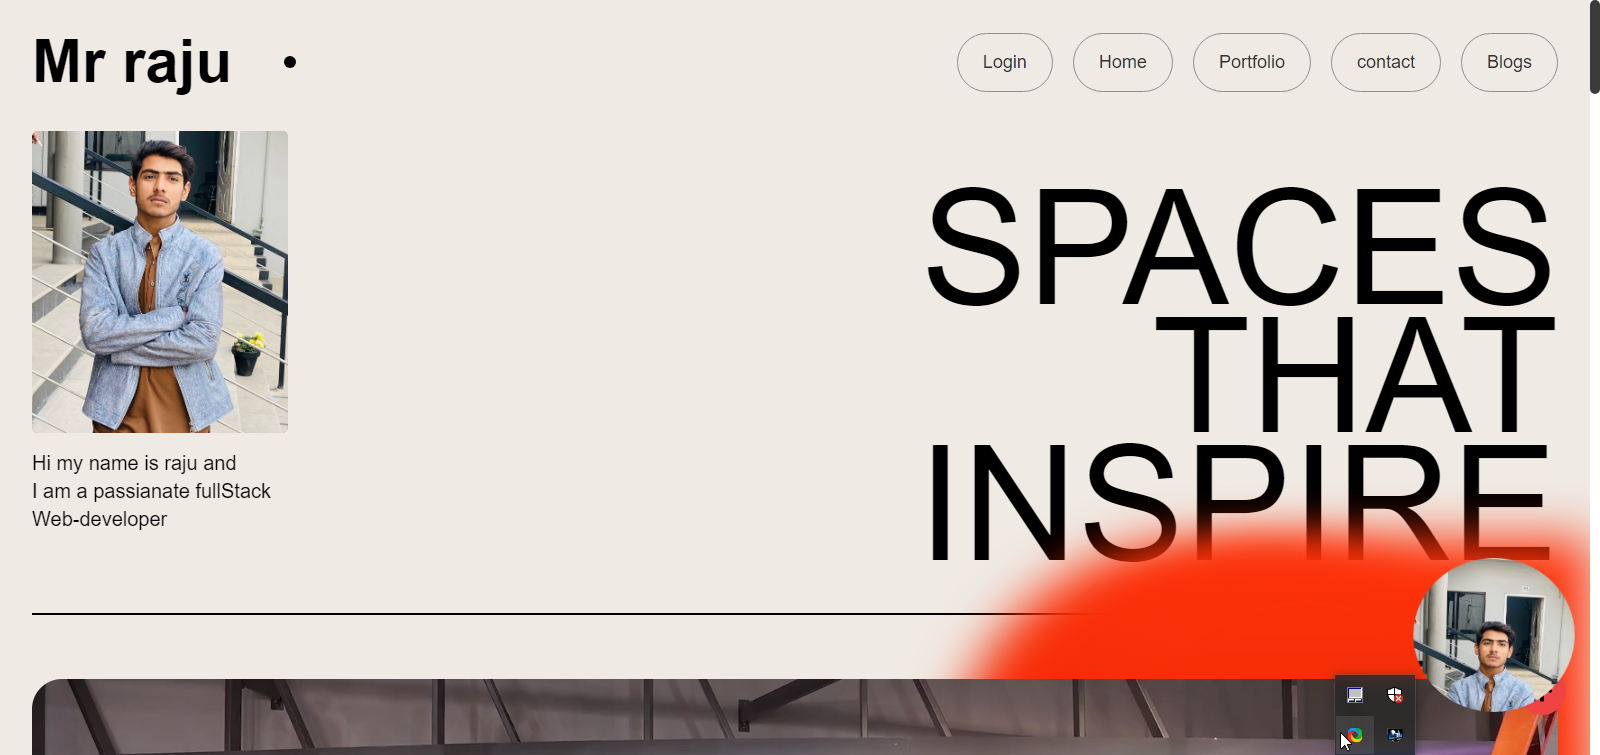 Mr raju
Login
Home
Portfolio
contact
Blogs
SPACES
THAT
INSPIRE
Hi my name is raju and
I am a passianate fullStack
Web-developer